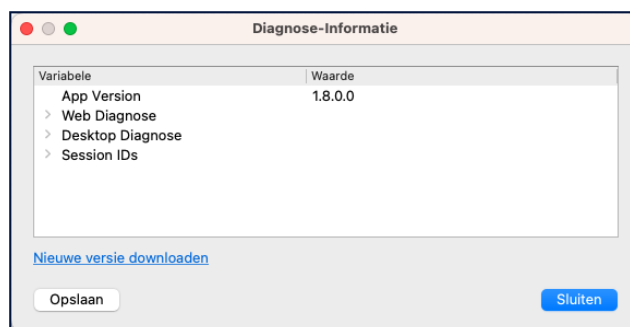 Diagnose-Informatie
Variabele Waarde
App Version 1.8.0.0
Web Diagnose
Desktop Diagnose
Session IDs
Nieuwe versie downloaden
Opslaan Sluiten